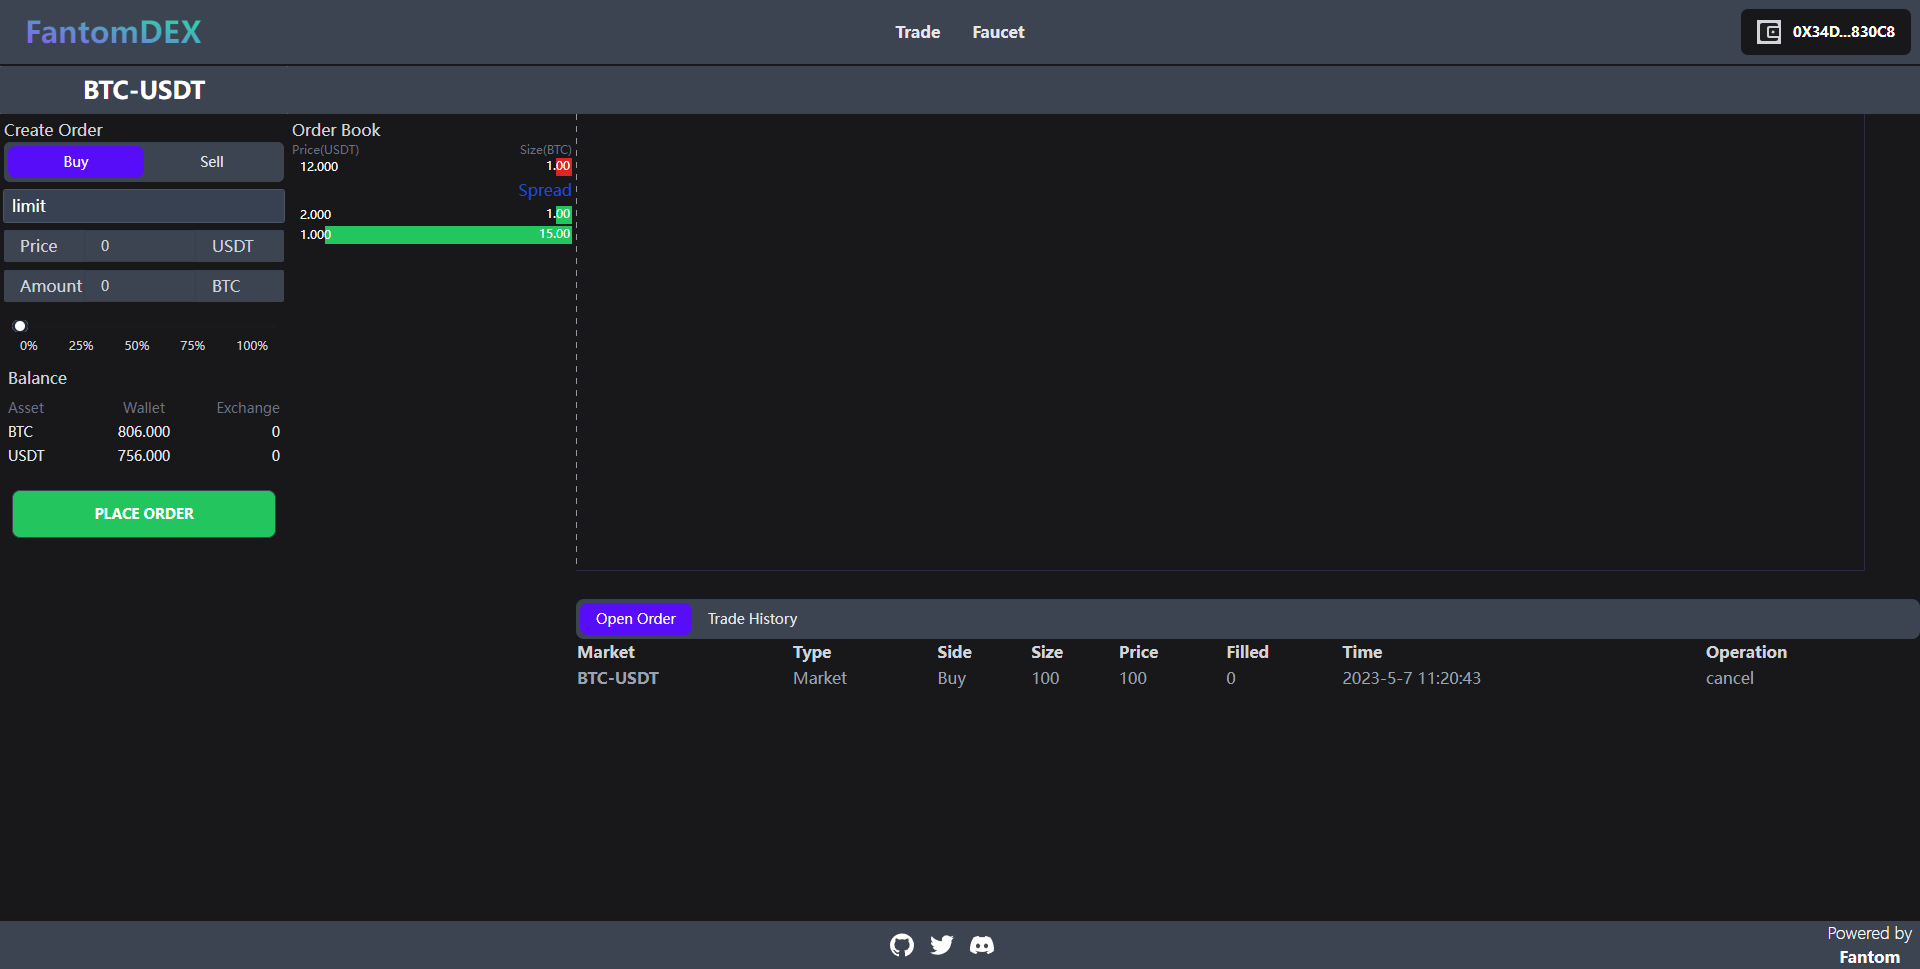 FantomDEX
Trade Faucet
0X34D...830C8
BTC-USDT
Create Order
Buy Sell
limit
Price 0 USDT
Amount 0 BTC
0% 25% 50% 75% 100%
Balance
Asset Wallet Exchange
BTC 806.000 0
USDT 756.000 0
PLACE ORDER
Order Book
Price(USDT) Size(BTC)
12.000 1.00
Spread
2.000 1.00
1.000 15.00
Open Order Trade History
Market Type Side Size Price Filled Time Operation
BTC-USDT Market Buy 100 100 0 2023-5-7 11:20:43 cancel
Powered by
Fantom